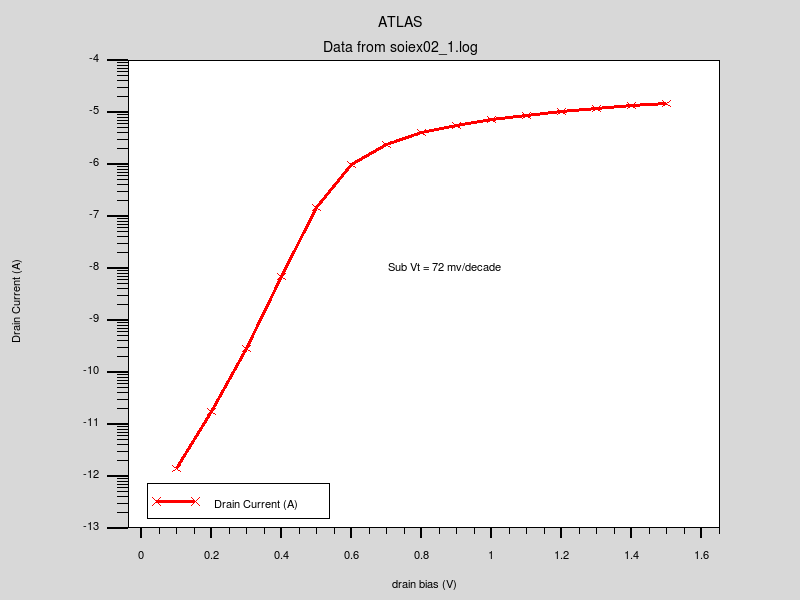 ATLAS
Data from soiex02_1.log
-4
-5
-6
-7
-8
-9
-10
-11
-12
-13
Drain Current (A)
Sub Vt = 72 mv/decade
Drain Current (A)
0 0.2 0.4 0.6 0.8 1 1.2 1.4 1.6
drain bias (V)